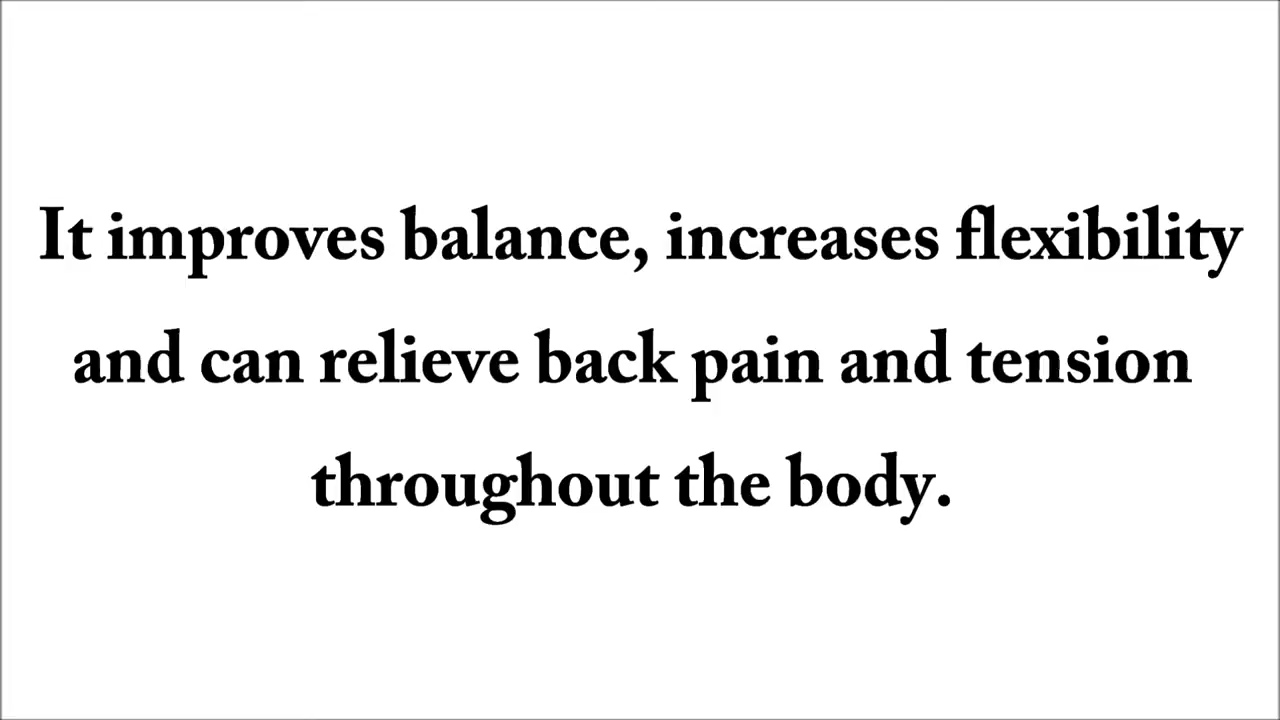 It improves balance, increases flexibility
and can relieve back pain and tension
throughout the body.